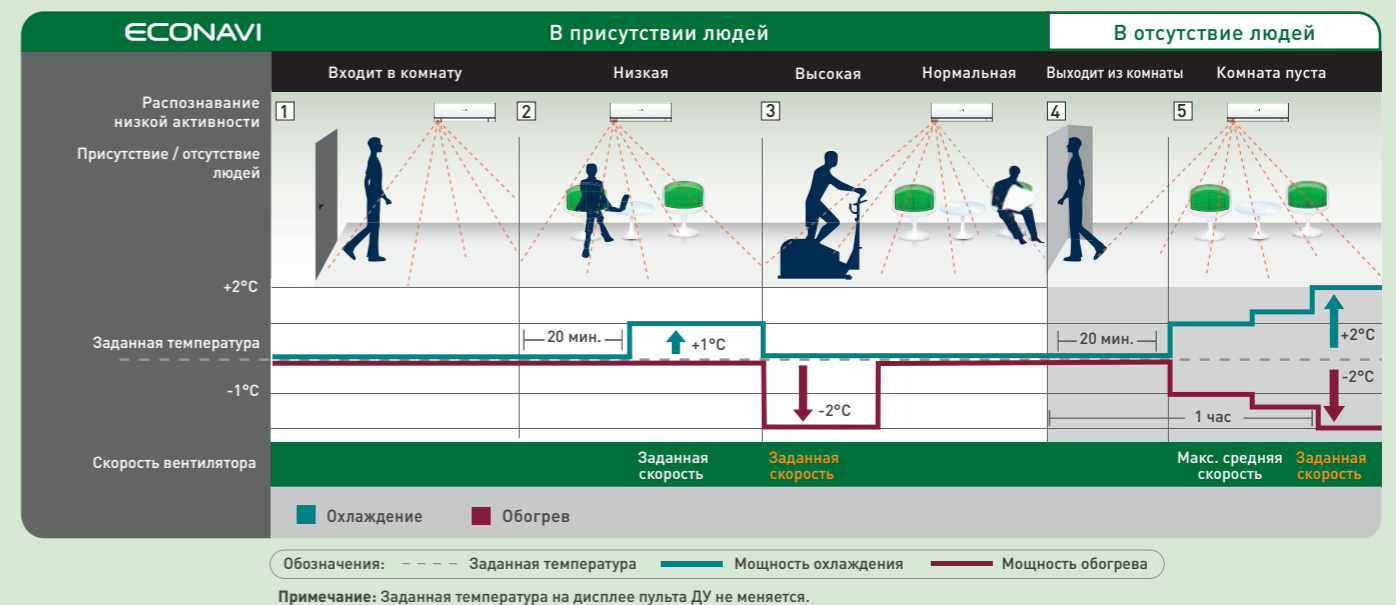 ECONAVI
В присутствии людей
В отсутствие людей
Входит в комнату
Низкая
Высокая
Нормальная
Выходит из комнаты
Комната пуста
Распознавание
низкой активности
Присутствие / отсутствие
людей
1
2
3
4
5
+2°C
Заданная температура
-1°C
20 мин.
+1°C
-2°C
20 мин.
+2°C
-2°C
1 час
Скорость вентилятора
Заданная
скорость
Заданная
скорость
Макс. средняя
скорость
Заданная
скорость
Охлаждение
Обогрев
Обозначения: Заданная температура Мощность охлаждения Мощность обогрева
Примечание: Заданная температура на дисплее пульта ДУ не меняется.